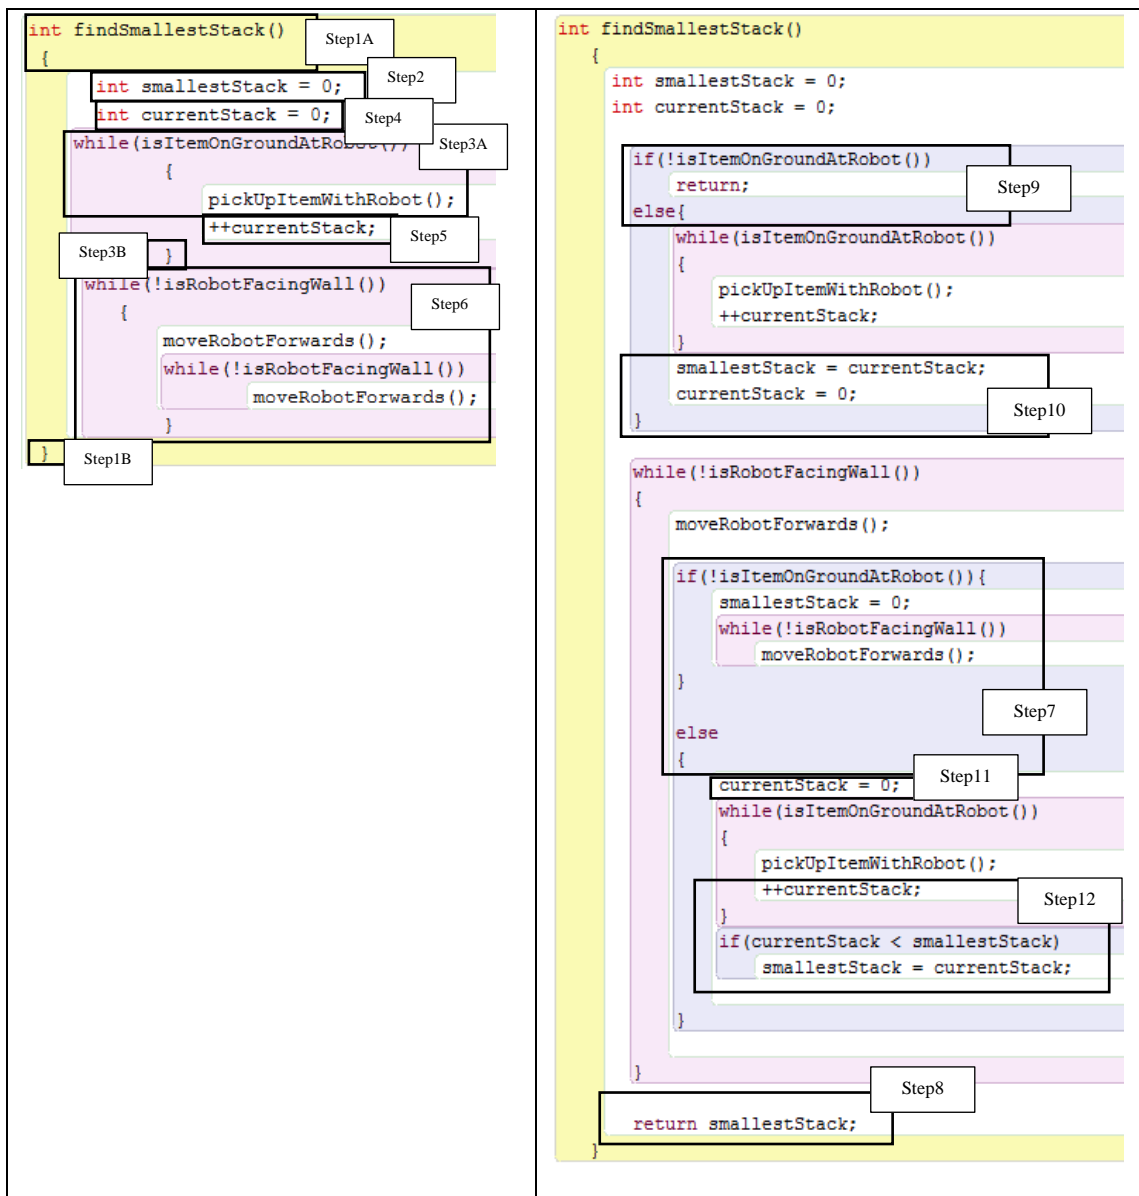 int findSmallestStack()
Step1A
{
int smallestStack = 0;
Step2
int currentStack = 0;
Step4
while(isItemOnGroundAtRobot())
Step3A
{
pickUpItemWithRobot();
++currentStack;
Step5
Step3B
}
while(!isRobotFacingWall())
Step6
{
moveRobotForwards();
while(!isRobotFacingWall())
moveRobotForwards();
}
}
Step1B
int findSmallestStack()
{
int smallestStack = 0;
int currentStack = 0;
if(!isItemOnGroundAtRobot())
return;
Step9
else{
while(isItemOnGroundAtRobot())
{
pickUpItemWithRobot();
++currentStack;
}
smallestStack = currentStack;
currentStack = 0;
Step10
}
while(!isRobotFacingWall())
{
moveRobotForwards();
if(!isItemOnGroundAtRobot()){
smallestStack = 0;
while(!isRobotFacingWall())
moveRobotForwards();
}
Step7
else
{
Step11
currentStack = 0;
while(isItemOnGroundAtRobot())
{
pickUpItemWithRobot();
++currentStack;
Step12
}
if(currentStack < smallestStack)
smallestStack = currentStack;
}
}
Step8
return smallestStack;
}